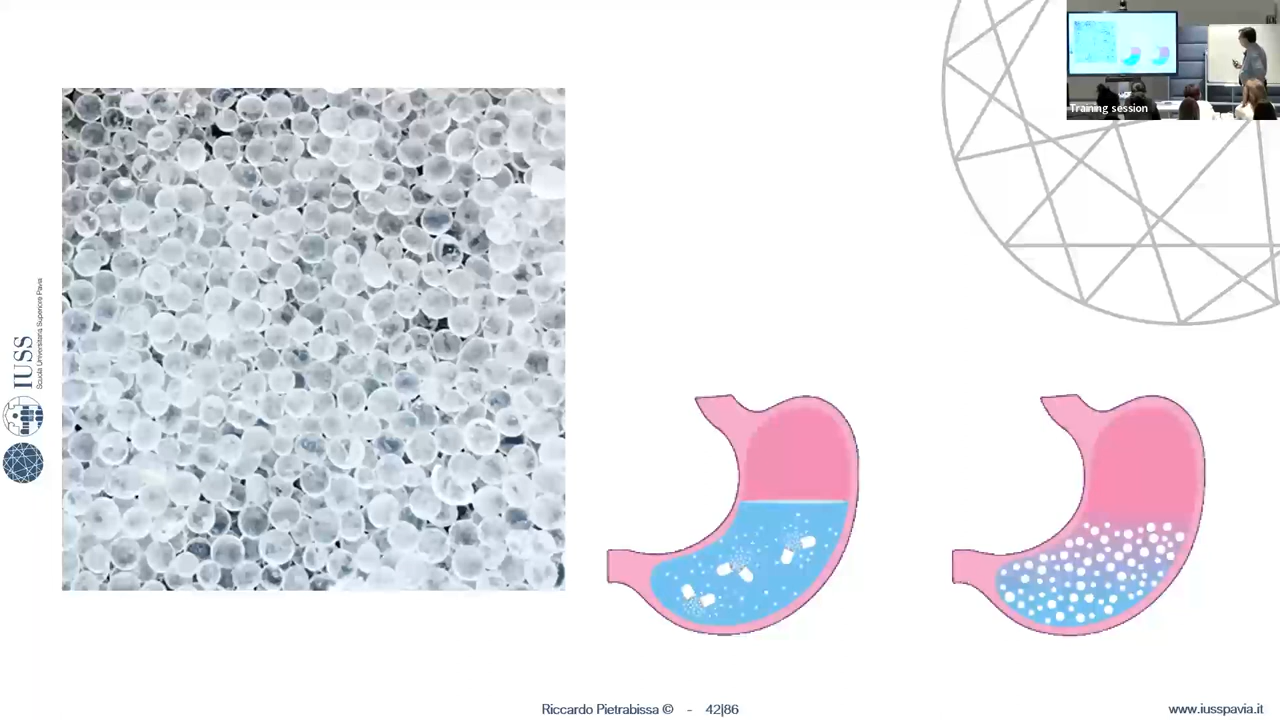 Training session
IUSS
Scuola Universitaria Superiore Pavia
Riccardo Pietrabissa © - 42|86
www.iusspavia.it